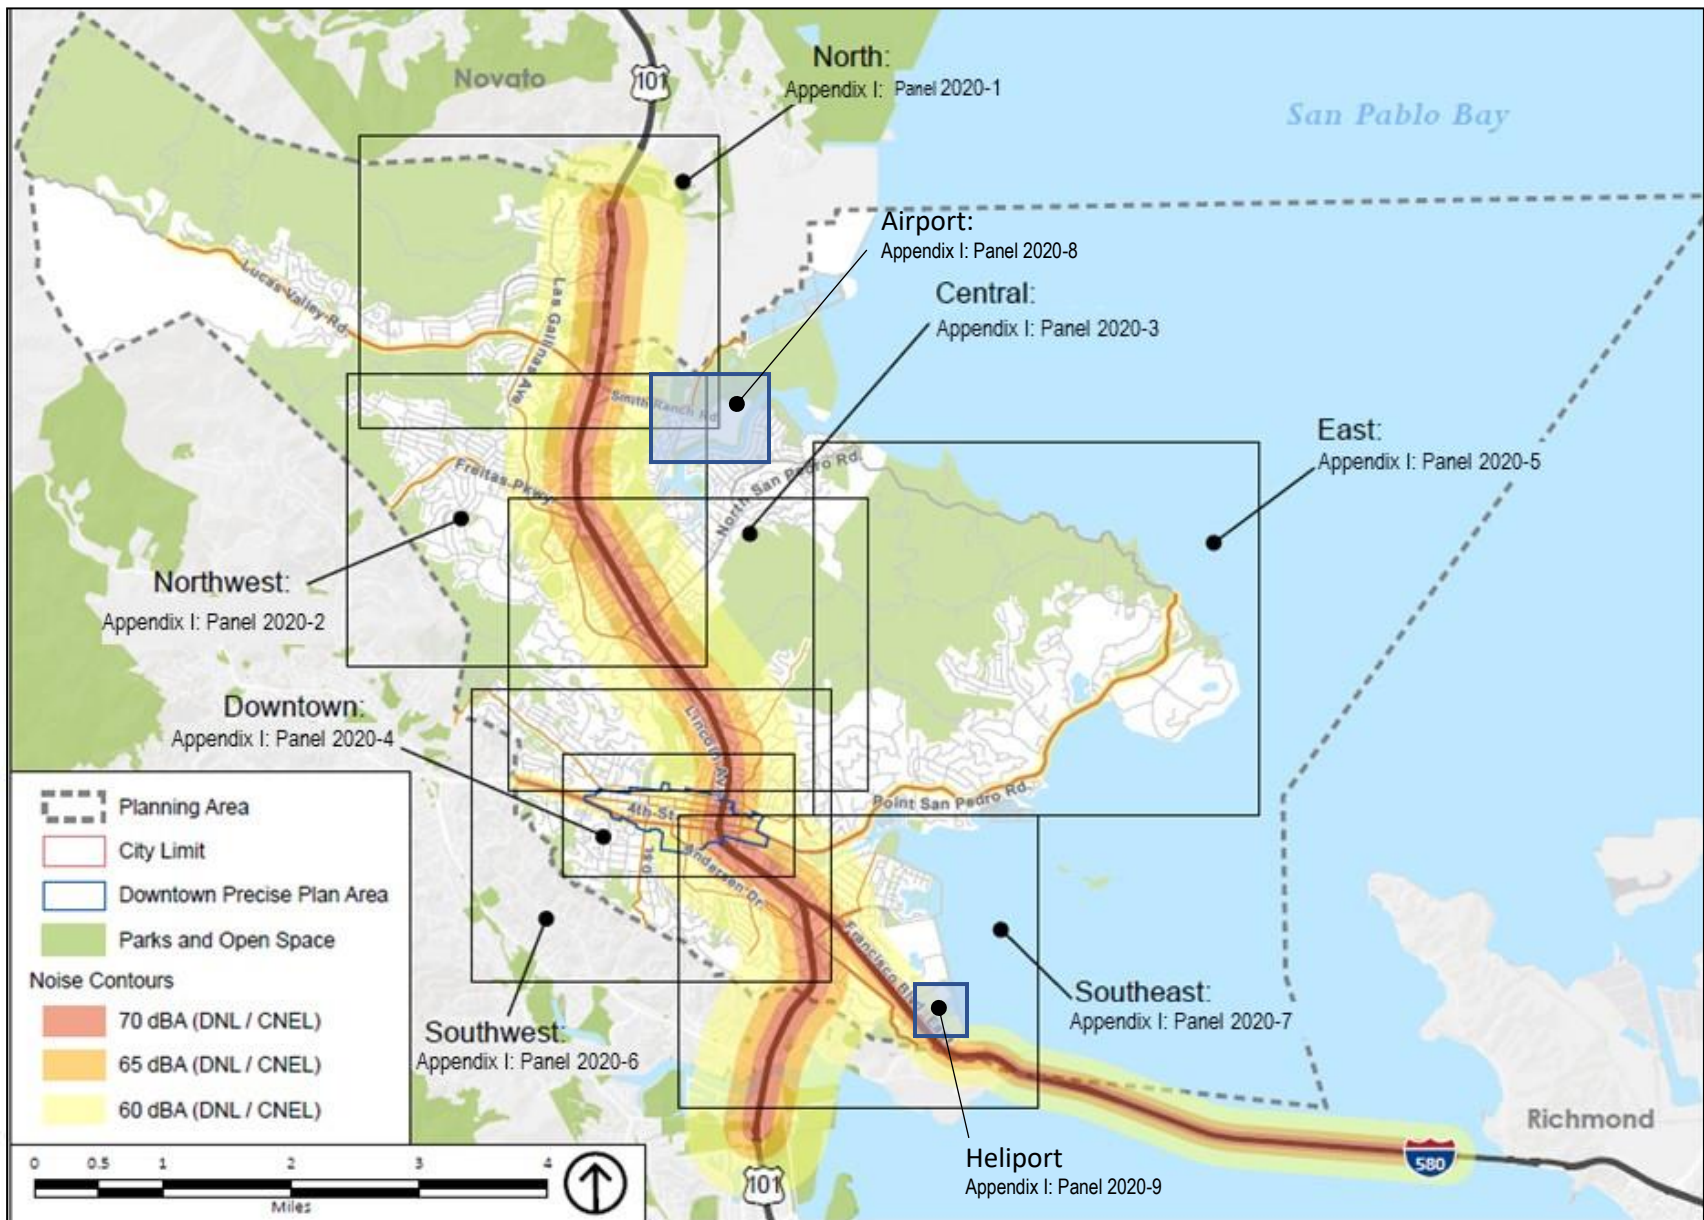 Novato
101
North:
Appendix I: Panel 2020-1
San Pablo Bay
Airport:
Appendix I: Panel 2020-8
Central:
Appendix I: Panel 2020-3
Lucas Valley Rd.
Las Gallinas Ave
Smith Ranch Rd
East:
Appendix I: Panel 2020-5
Freitas Pkwy
North San Pedro Rd.
Northwest:
Appendix I: Panel 2020-2
Downtown:
Appendix I: Panel 2020-4
Lincoln Av
Point San Pedro Rd.
4th St
Andersen Dr.
Francisco Blvd
Planning Area
City Limit
Downtown Precise Plan Area
Parks and Open Space
Noise Contours
70 dBA (DNL / CNEL)
65 dBA (DNL / CNEL)
60 dBA (DNL / CNEL)
Southwest:
Appendix I: Panel 2020-6
Southeast:
Appendix I: Panel 2020-7
Richmond
580
Heliport
Appendix I: Panel 2020-9
101
0 0.5 1 2 3 4
Miles